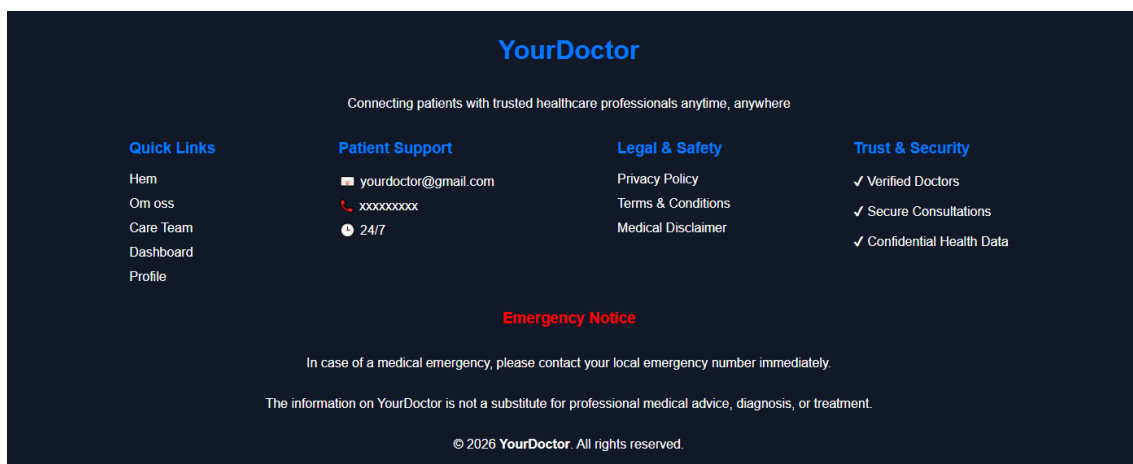 YourDoctor
Connecting patients with trusted healthcare professionals anytime, anywhere
Quick Links
Hem
Om oss
Care Team
Dashboard
Profile
Patient Support
yourdoctor@gmail.com
xxxxxxxxx
24/7
Legal & Safety
Privacy Policy
Terms & Conditions
Medical Disclaimer
Trust & Security
✓ Verified Doctors
✓ Secure Consultations
✓ Confidential Health Data
Emergency Notice
In case of a medical emergency, please contact your local emergency number immediately.
The information on YourDoctor is not a substitute for professional medical advice, diagnosis, or treatment.
© 2026 YourDoctor. All rights reserved.